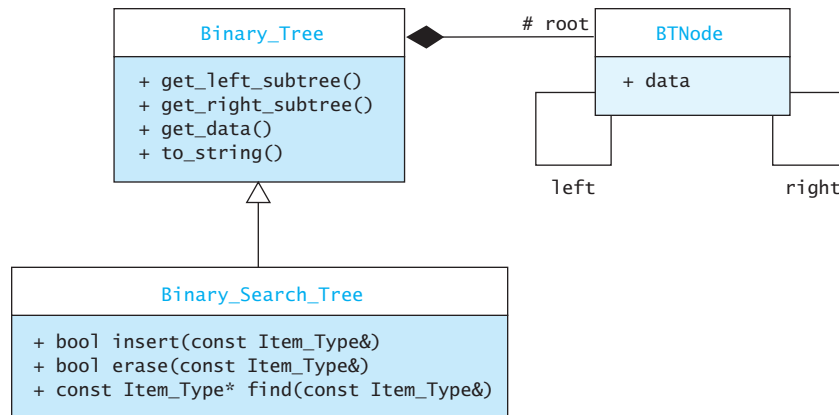 Binary_Tree
+ get_left_subtree()
+ get_right_subtree()
+ get_data()
+ to_string()
# root
BTNode
+ data
left
right
Binary_Search_Tree
+ bool insert(const Item_Type&)
+ bool erase(const Item_Type&)
+ const Item_Type* find(const Item_Type&)